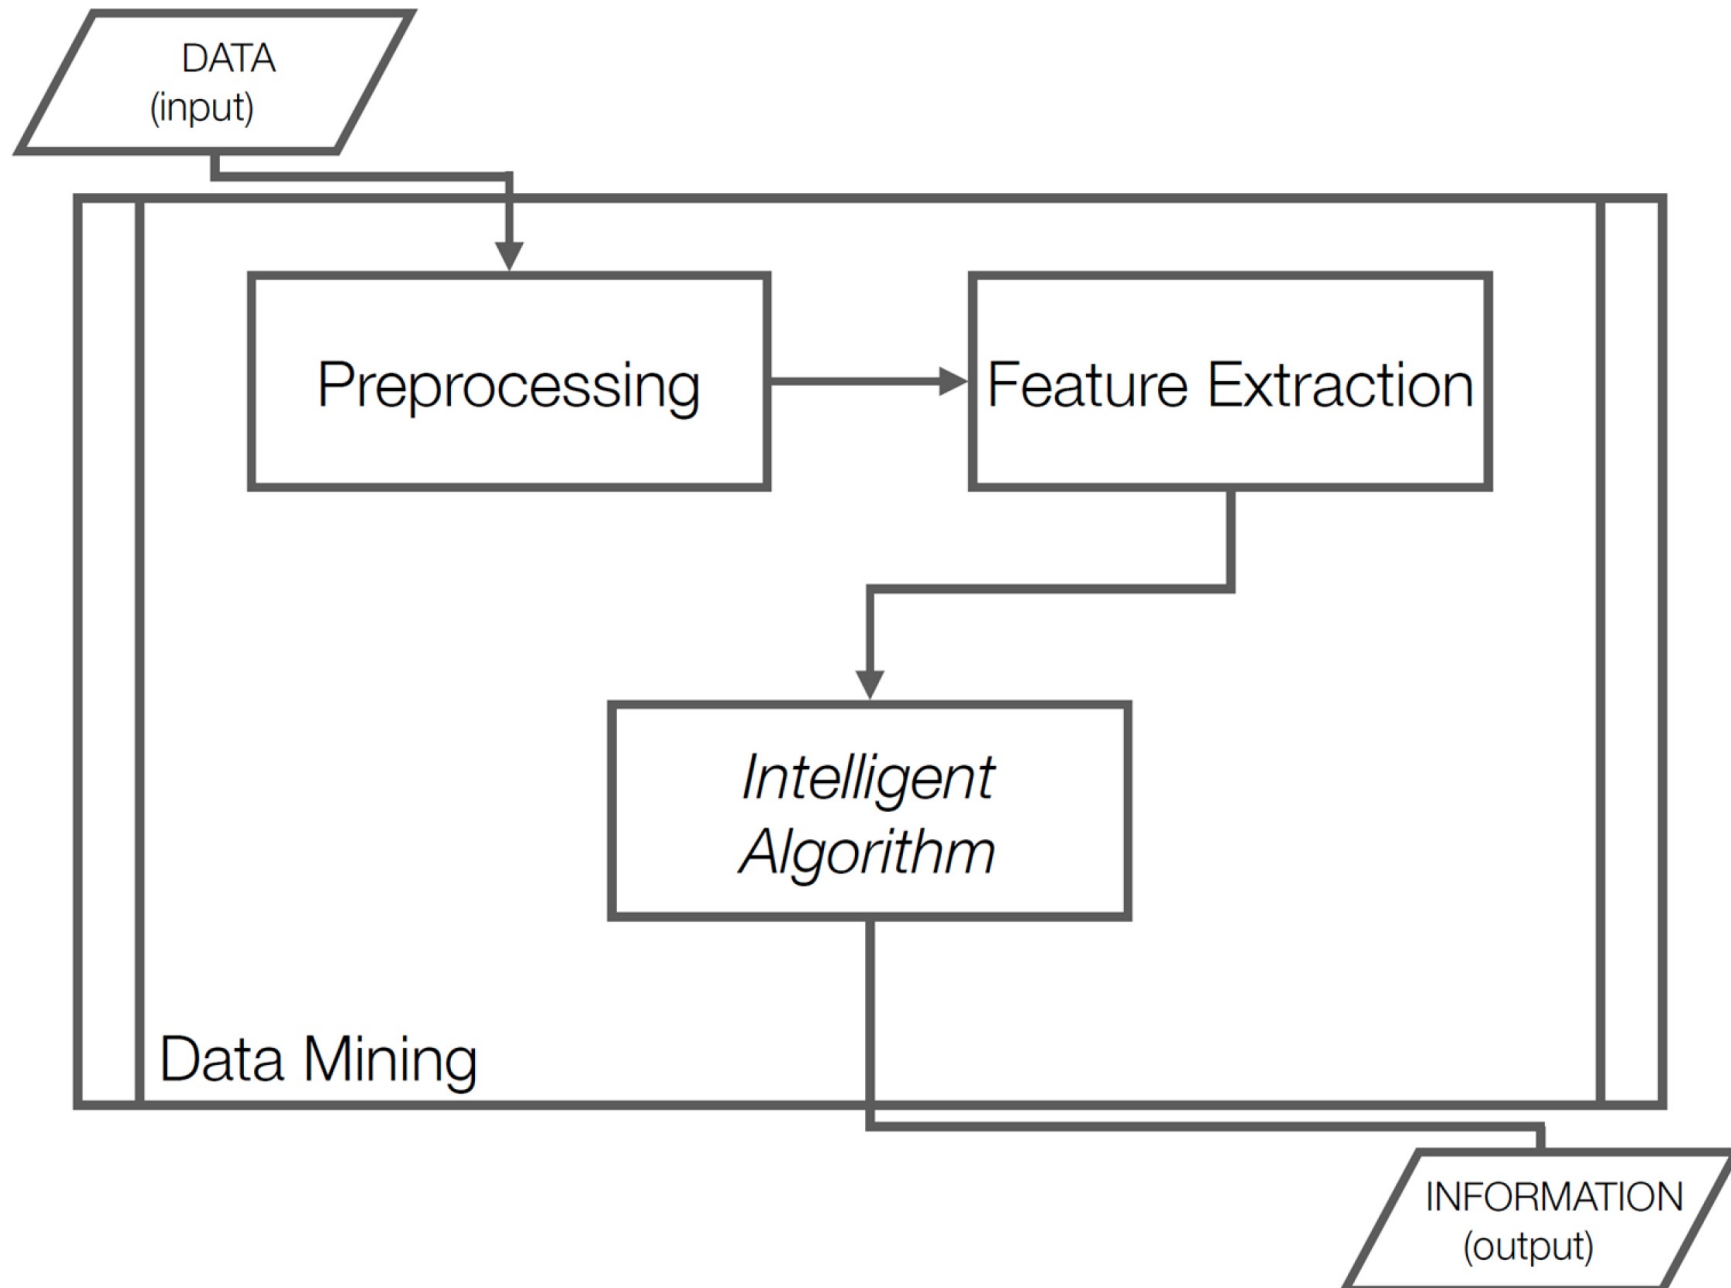 DATA
(input)
Preprocessing
Feature Extraction
Intelligent
Algorithm
Data Mining
INFORMATION
(output)